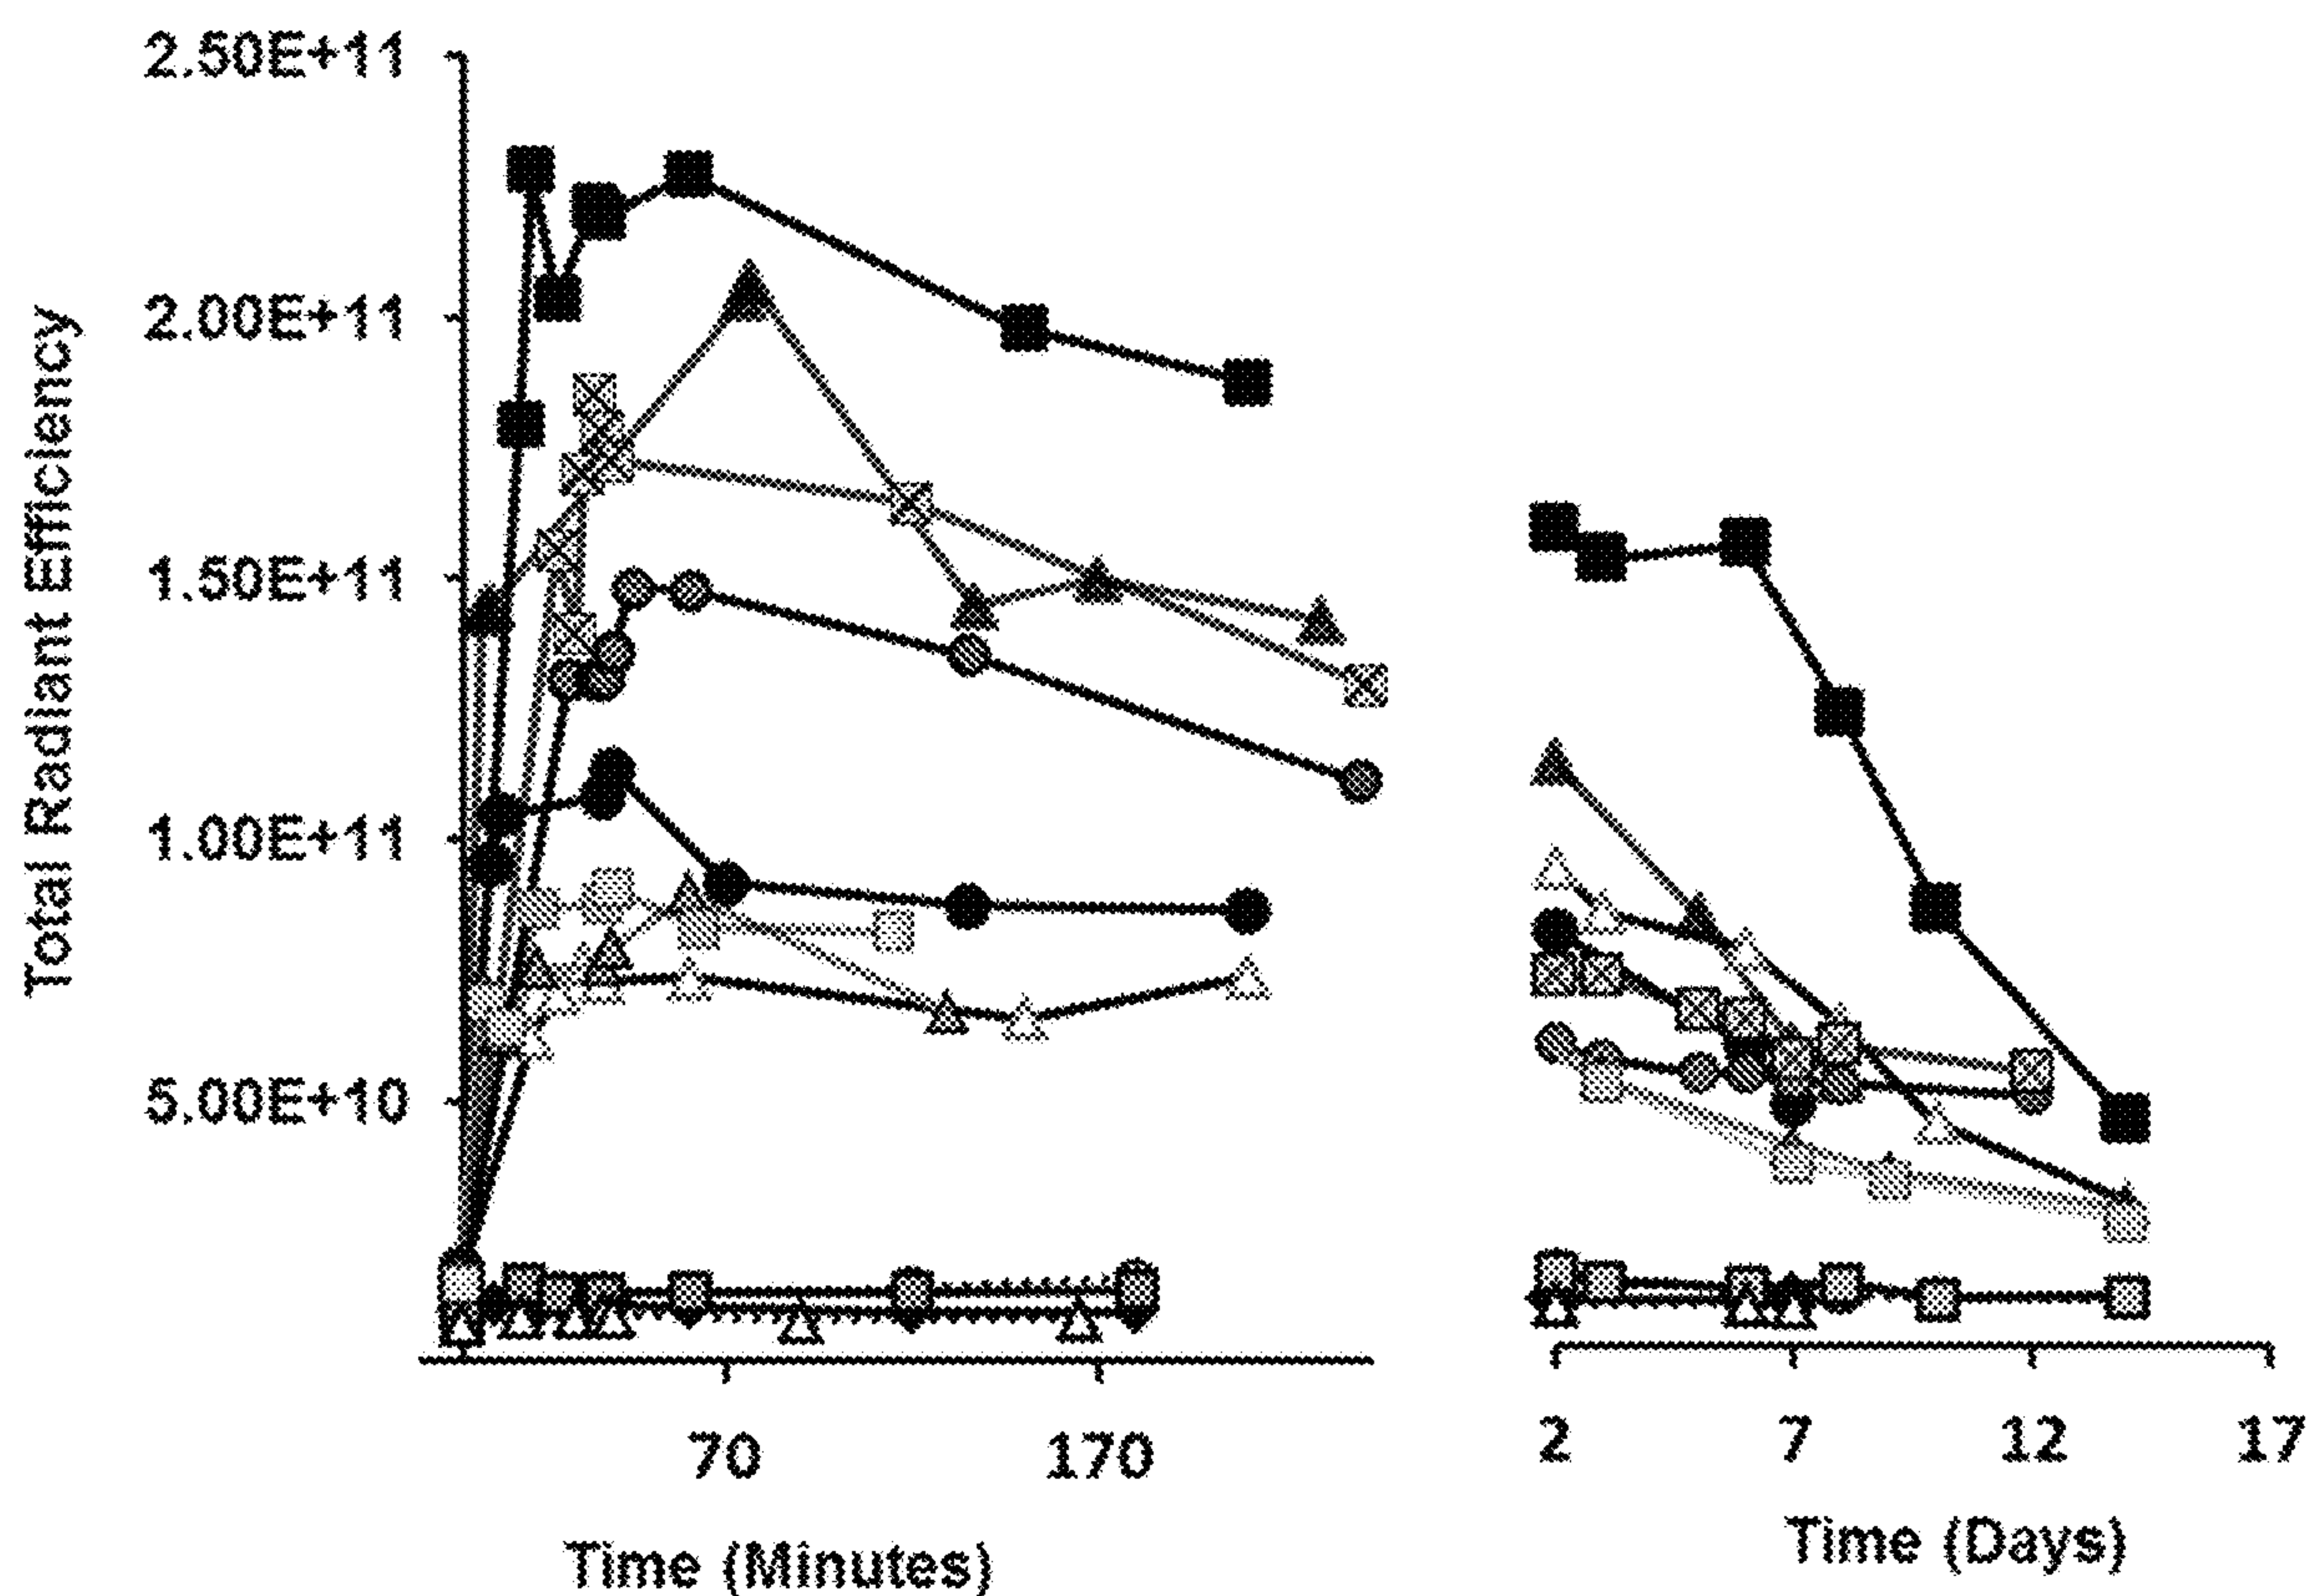 2.50E+11
2.00E+11
1.50E+11
1.00E+11
5.00E+10
Total Radiant Efficiency
70 170
Time (Minutes)
2 7 12 17
Time (Days)